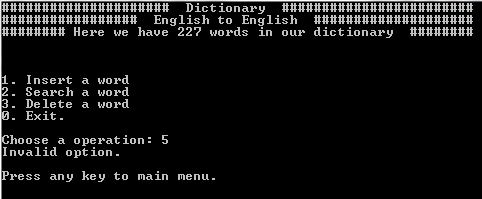 ##################### Dictionary ########################
################# English to English ####################
######## Here we have 227 words in our dictionary ########
1. Insert a word
2. Search a word
3. Delete a word
0. Exit.
Choose a operation: 5
Invalid option.
Press any key to main menu.